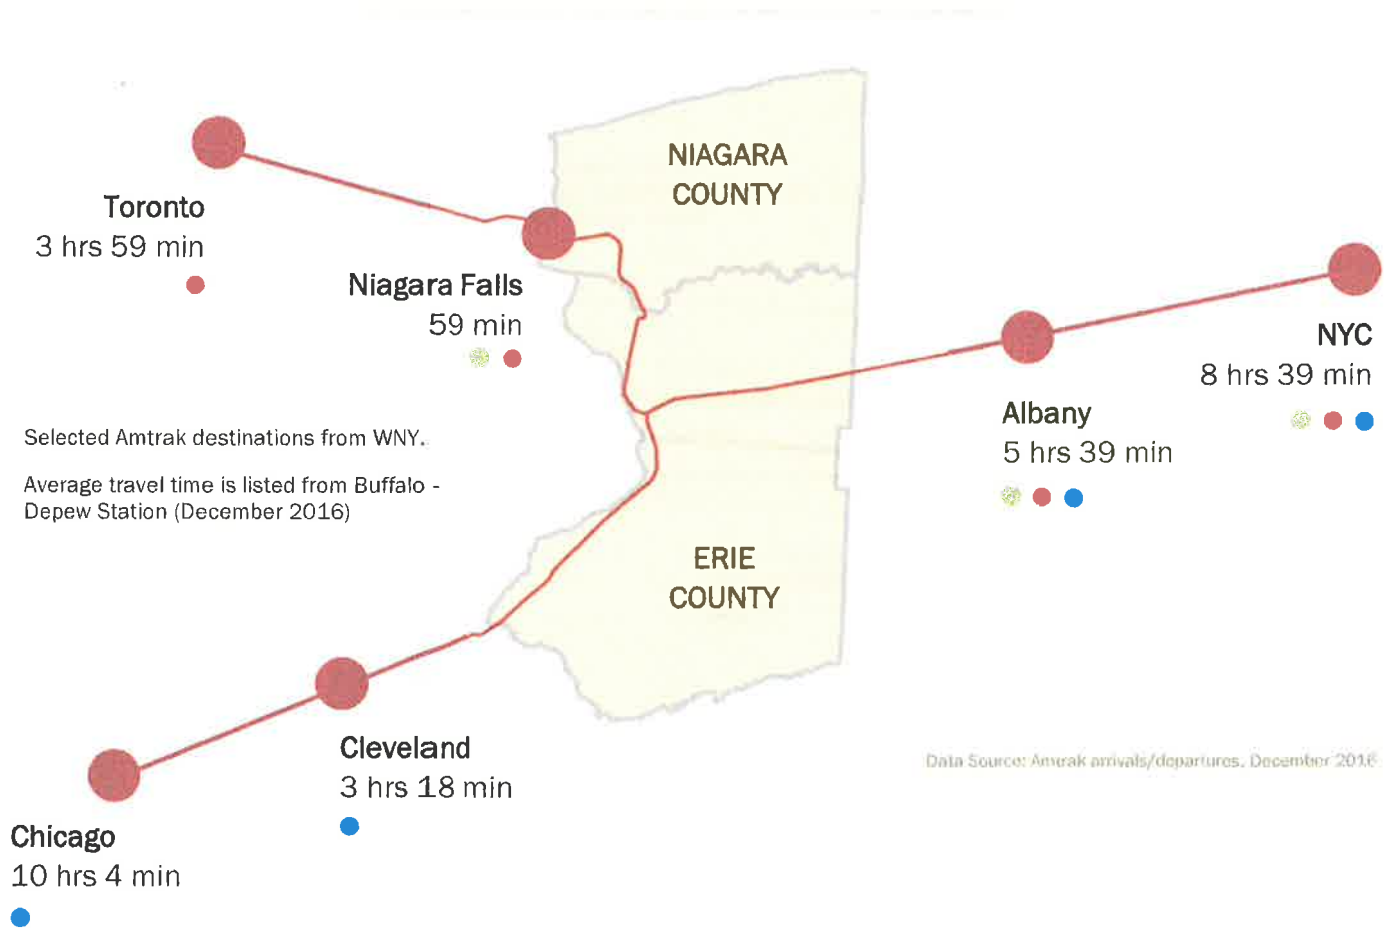 NIAGARA
COUNTY
Toronto
3 hrs 59 min
Niagara Falls
59 min
NYC
8 hrs 39 min
Albany
5 hrs 39 min
Selected Amtrak destinations from WNY.
Average travel time is listed from Buffalo -
Depew Station (December 2016)
ERIE
COUNTY
Cleveland
3 hrs 18 min
Data Source: Amtrak arrivals/departures, December 2016
Chicago
10 hrs 4 min